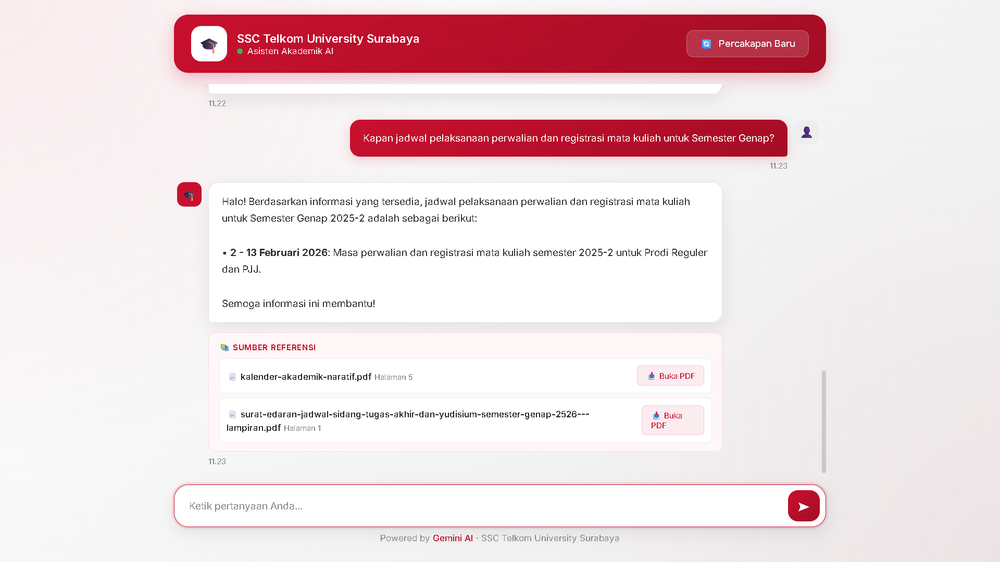 SSC Telkom University Surabaya
Asisten Akademik AI
Percakapan Baru
11.22
Kapan jadwal pelaksanaan perwalian dan registrasi mata kuliah untuk Semester Genap?
11.23
Halo! Berdasarkan informasi yang tersedia, jadwal pelaksanaan perwalian dan registrasi mata kuliah
untuk Semester Genap 2025-2 adalah sebagai berikut:
▪ 2 - 13 Februari 2026: Masa perwalian dan registrasi mata kuliah semester 2025-2 untuk Prodi Reguler
dan PJJ.
Semoga informasi ini membantu!
SUMBER REFERENSI
kalender-akademik-naratif.pdf Halaman 5
Buka PDF
surat-edaran-jadwal-sidang-tugas-akhir-dan-yudisium-semester-genap-2526---
lampiran.pdf Halaman 1
Buka
PDF
11.23
Ketik pertanyaan Anda...
Powered by Gemini AI · SSC Telkom University Surabaya